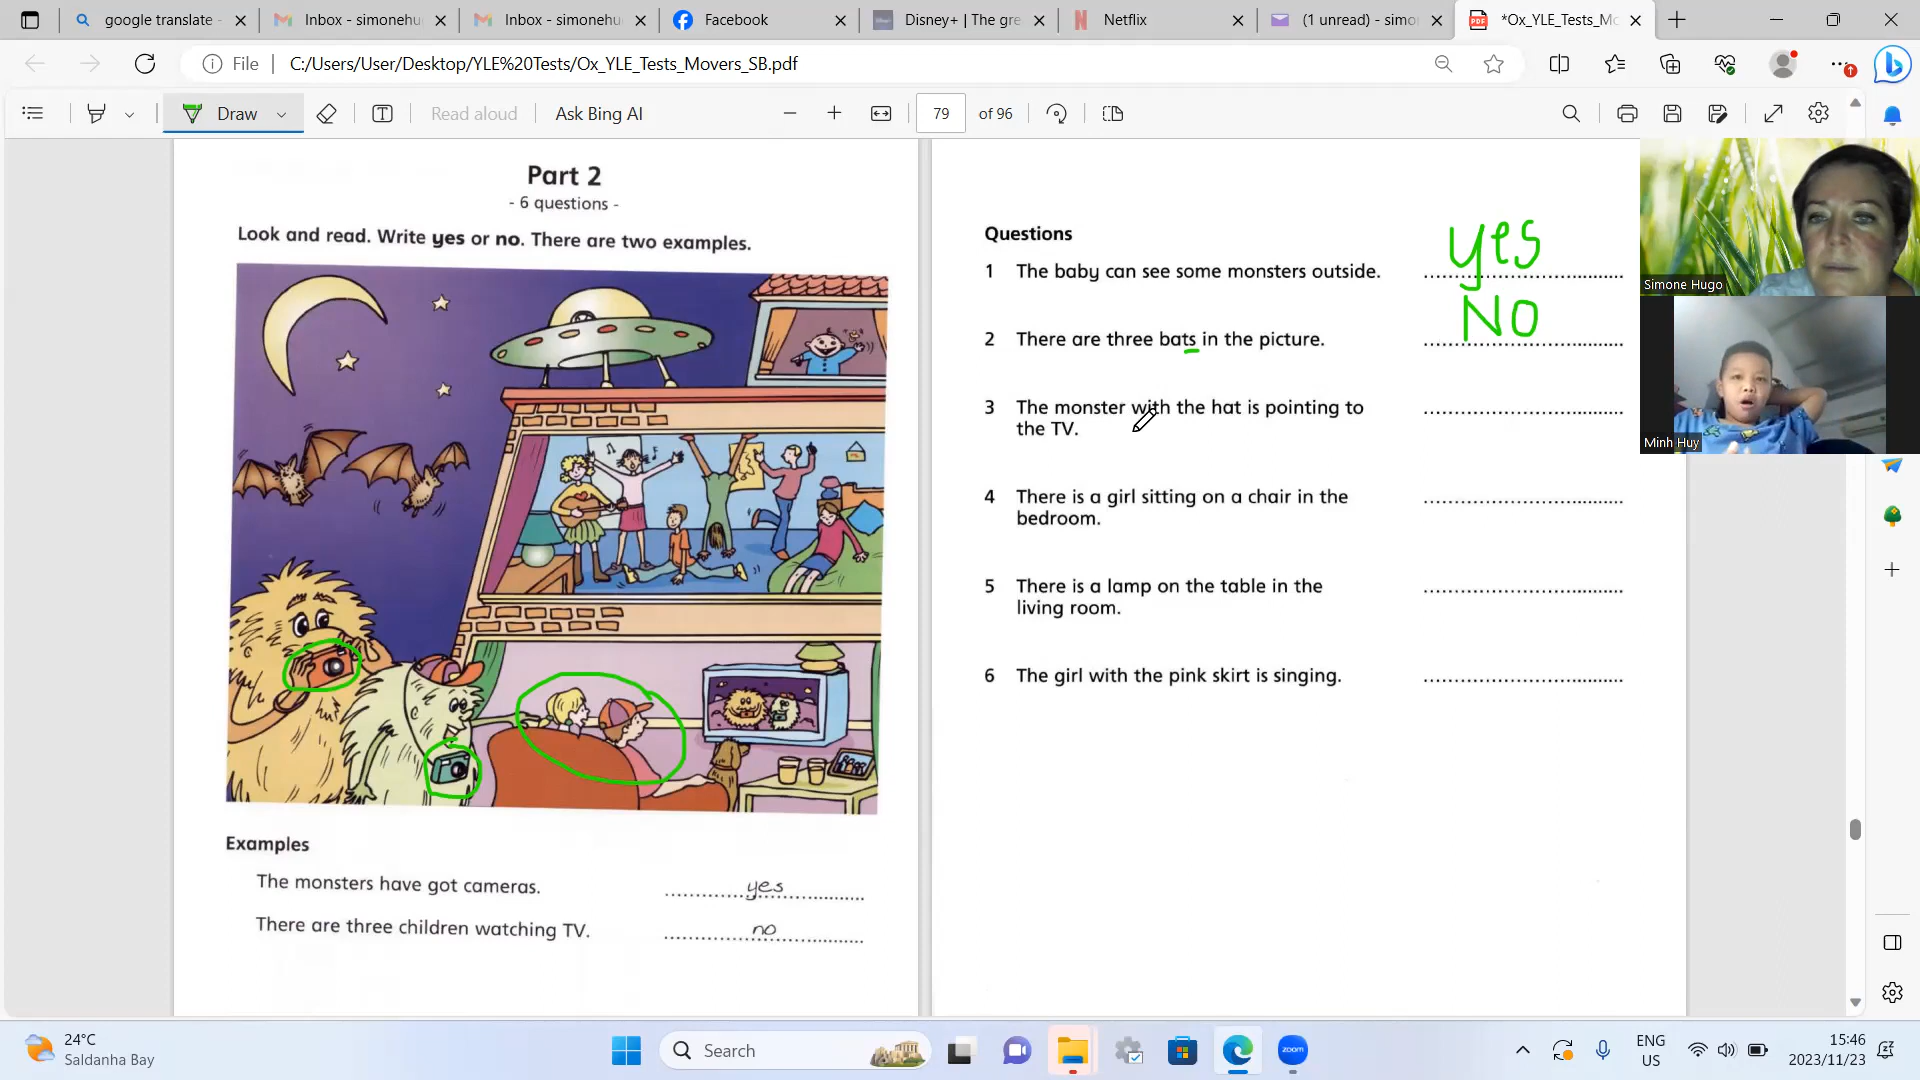 google translate -
Inbox - simonehu
Inbox - simonehu
Facebook
Disney+ | The gre
Netflix
(1 unread) - simo
*Ox_YLE_Tests_Mo
File
C:/Users/User/Desktop/YLE%20Tests/Ox_YLE_Tests_Movers_SB.pdf
Draw
Read aloud
Ask Bing AI
79 of 96
Part 2
- 6 questions -
Look and read. Write yes or no. There are two examples.
Examples
The monsters have got cameras. yes
There are three children watching TV. no
Questions
1 The baby can see some monsters outside. yes
2 There are three bats in the picture. NO
3 The monster with the hat is pointing to
the TV.
4 There is a girl sitting on a chair in the
bedroom.
5 There is a lamp on the table in the
living room.
6 The girl with the pink skirt is singing.
Simone Hugo
Minh Huy
24°C
Saldanha Bay
Search
zoom
ENG
US
15:46
2023/11/23